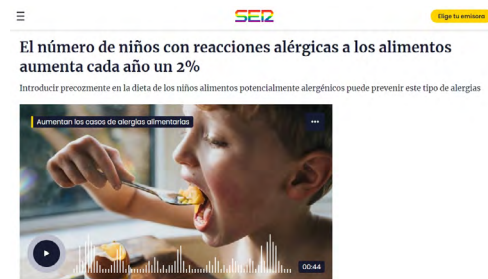 SER
Elige tu emisora
El número de niños con reacciones alérgicas a los alimentos
aumenta cada año un 2%
Introducir precozmente en la dieta de los niños alimentos potencialmente alergénicos puede prevenir este tipo de alergias
Aumentan los casos de alergias alimentarias
00:44